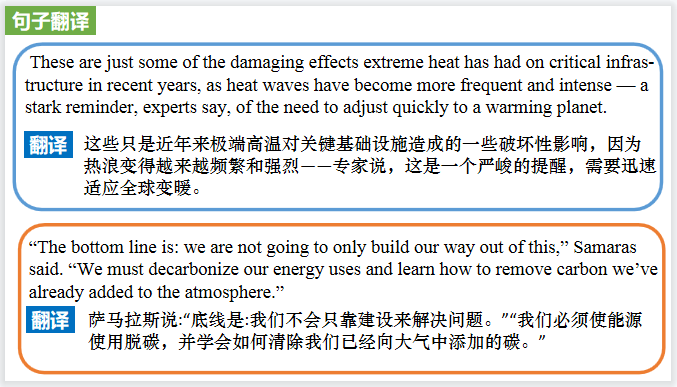 句子翻译
These are just some of the damaging effects extreme heat has had on critical infras-
tructure in recent years, as heat waves have become more frequent and intense — a
stark reminder, experts say, of the need to adjust quickly to a warming planet.
翻译 这些只是近年来极端高温对关键基础设施造成的一些破坏性影响，因为
热浪变得越来越频繁和强烈——专家说，这是一个严峻的提醒，需要迅速
适应全球变暖。
“The bottom line is: we are not going to only build our way out of this,” Samaras
said. “We must decarbonize our energy uses and learn how to remove carbon we’ve
already added to the atmosphere.”
翻译 萨马拉斯说:“底线是:我们不会只靠建设来解决问题。”“我们必须使能源
使用脱碳，并学会如何清除我们已经向大气中添加的碳。”